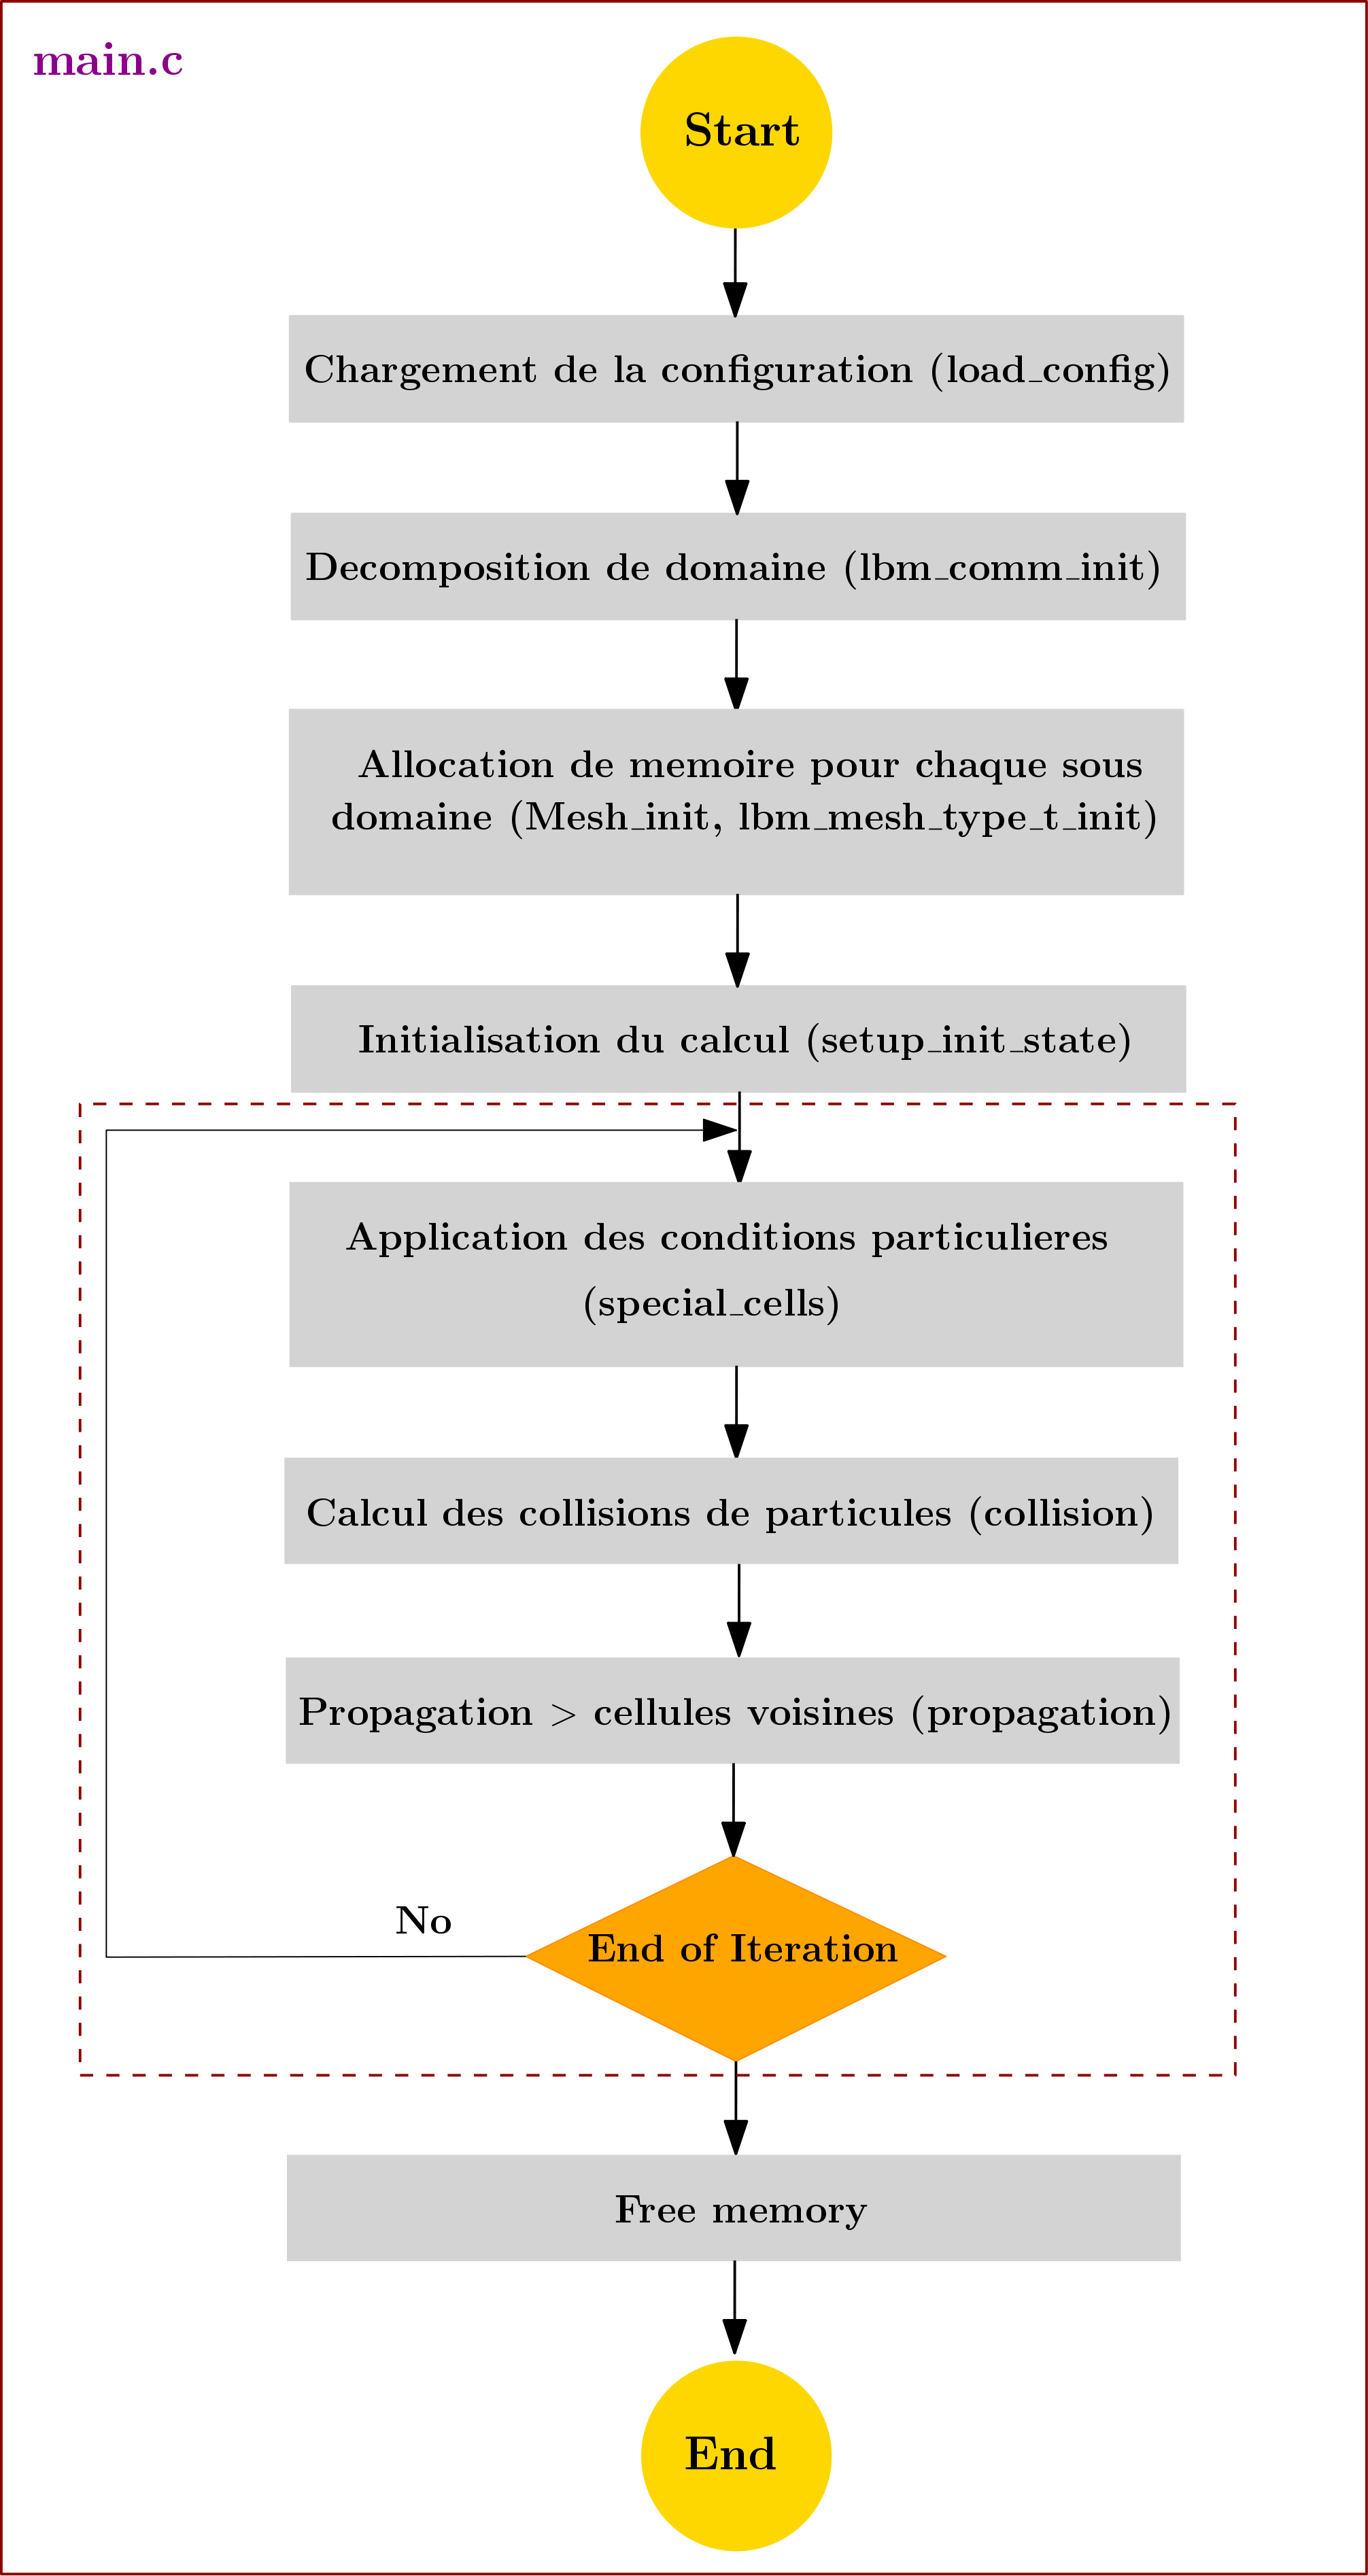 main.c
Start
Chargement de la configuration (load_config)
Decomposition de domaine (lbm_comm_init)
Allocation de memoire pour chaque sous
domaine (Mesh_init, lbm_mesh_type_t_init)
Initialisation du calcul (setup_init_state)
Application des conditions particulieres
(special_cells)
Calcul des collisions de particules (collision)
Propagation > cellules voisines (propagation)
No
End of Iteration
Free memory
End